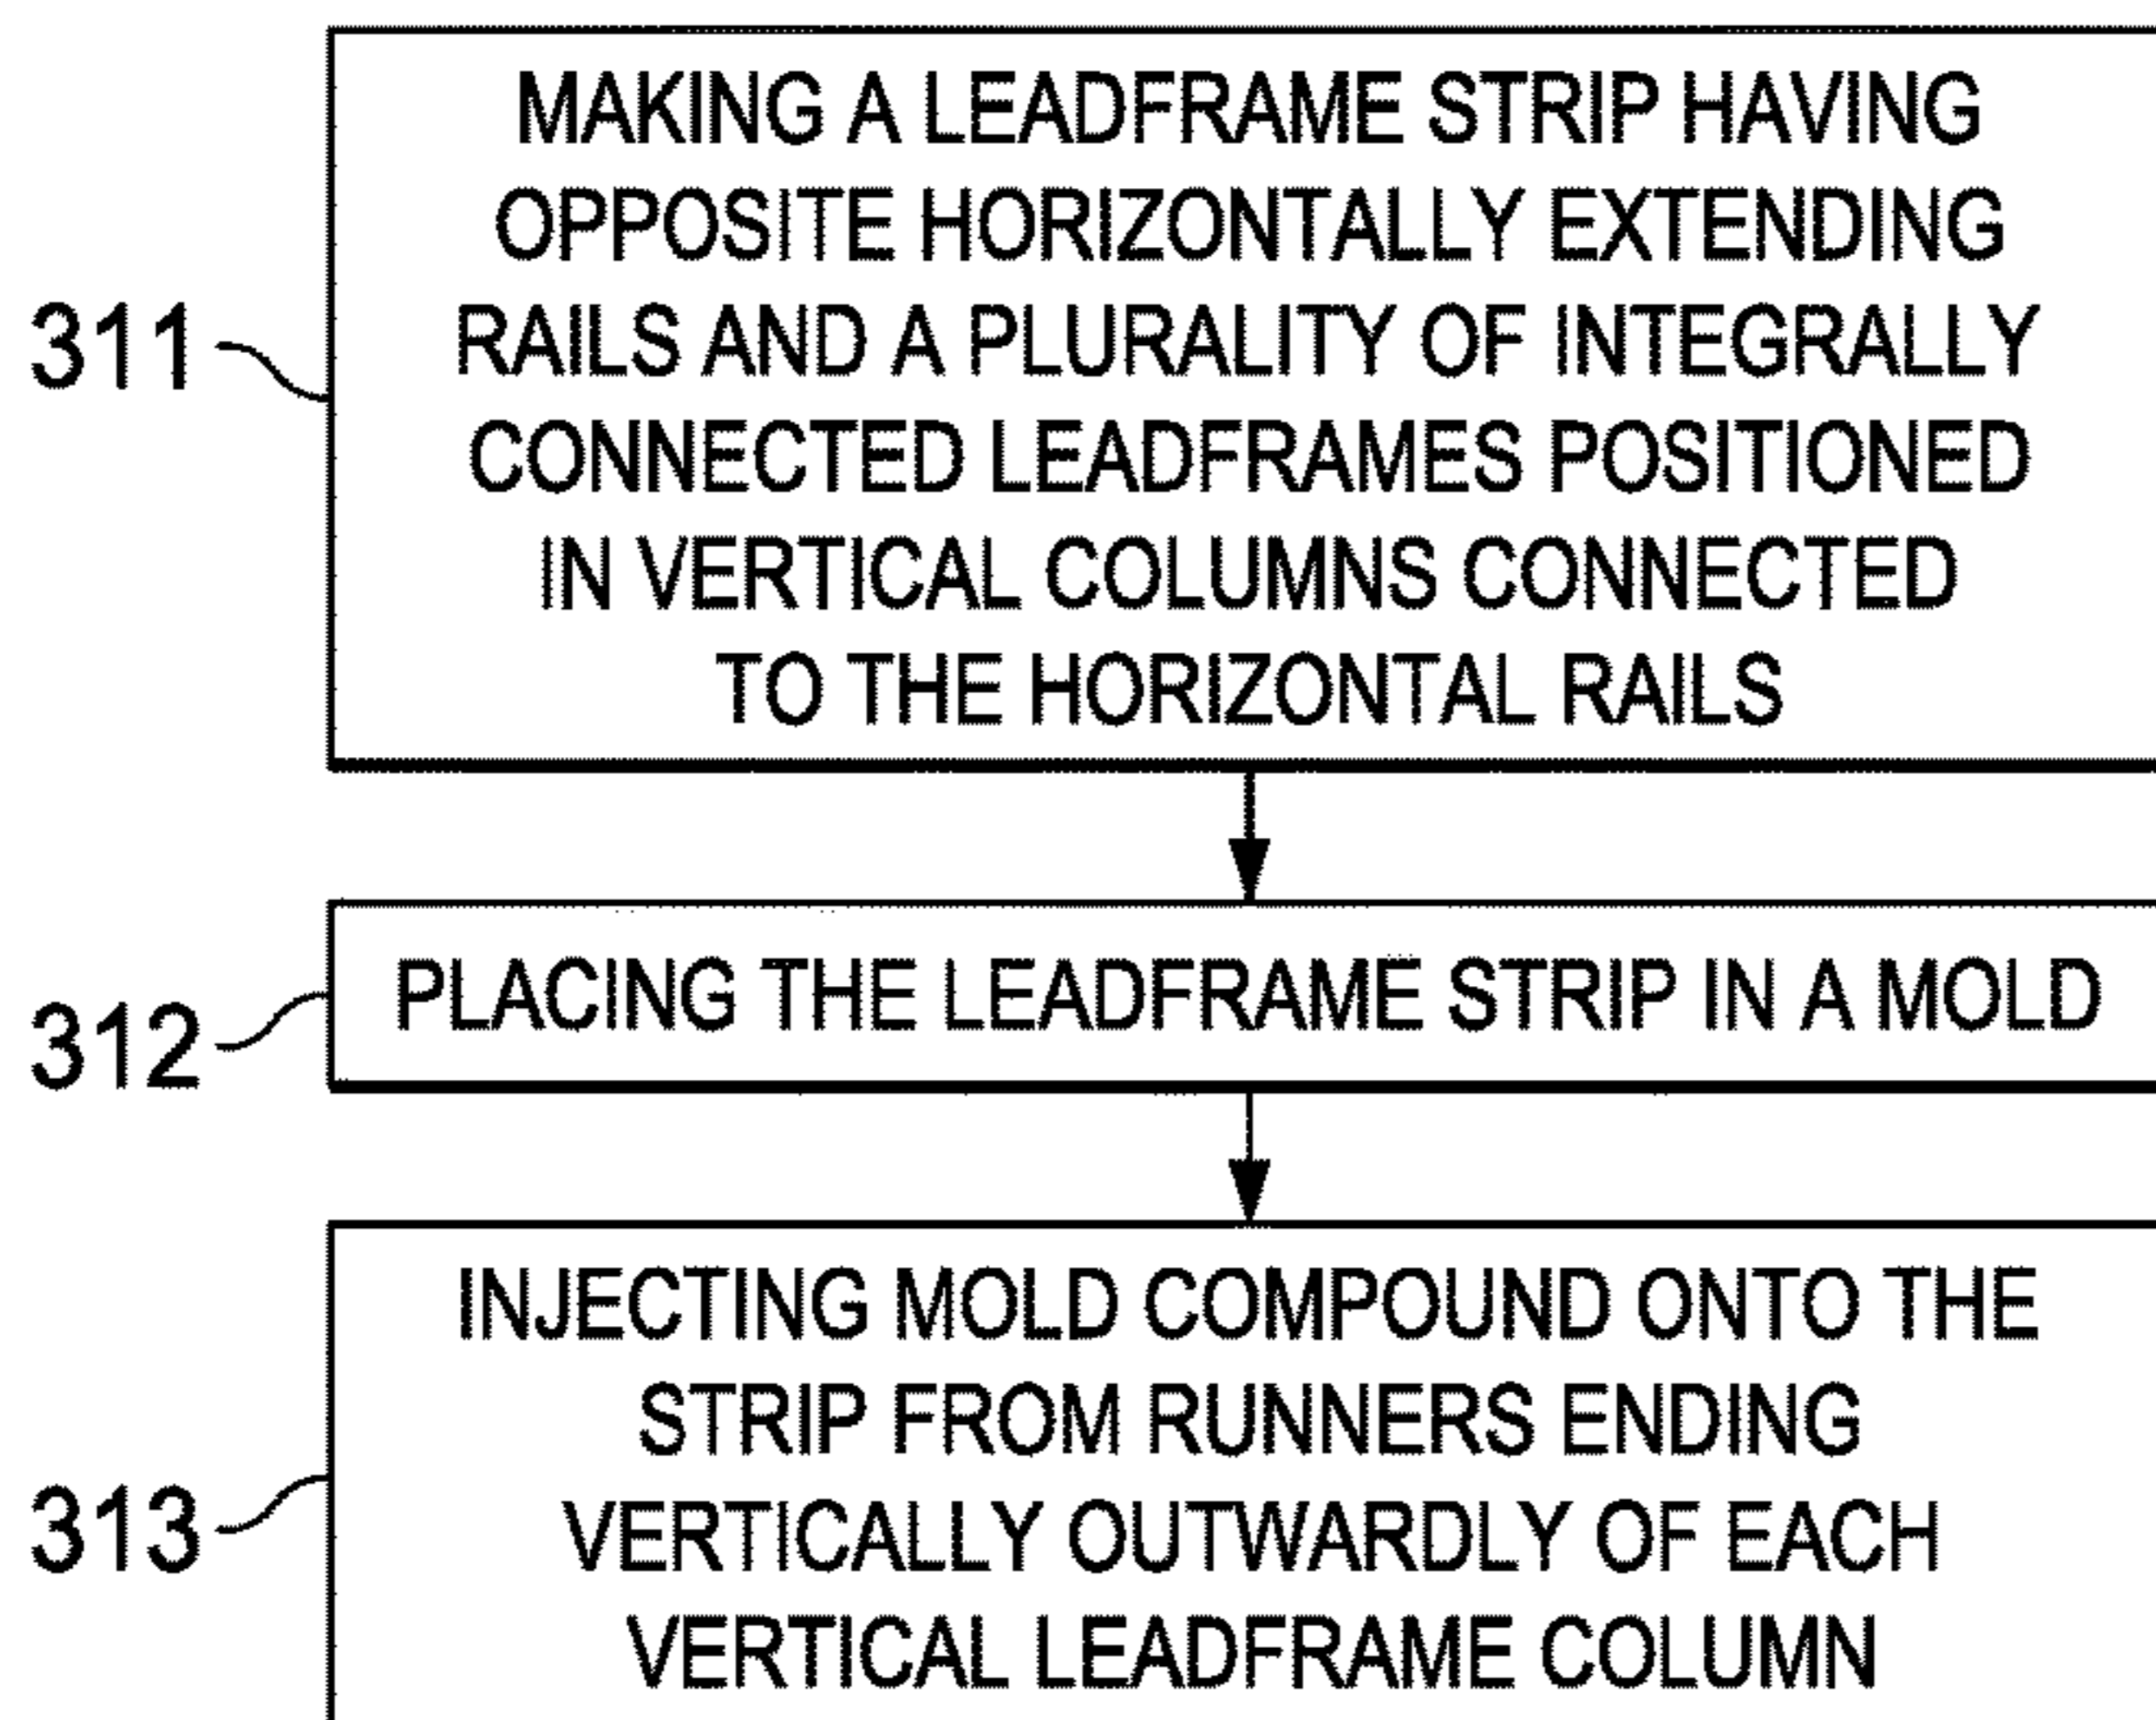 MAKING A LEADFRAME STRIP HAVING
OPPOSITE HORIZONTALLY EXTENDING
311
RAILS AND A PLURALITY OF INTEGRALLY
CONNECTED LEADFRAMES POSITIONED
IN VERTICAL COLUMNS CONNECTED
TO THE HORIZONTAL RAILS
312
PLACING THE LEADFRAME STRIP IN A MOLD
INJECTING MOLD COMPOUND ONTO THE
STRIP FROM RUNNERS ENDING
313
VERTICALLY OUTWARDLY OF EACH
VERTICAL LEADFRAME COLUMN